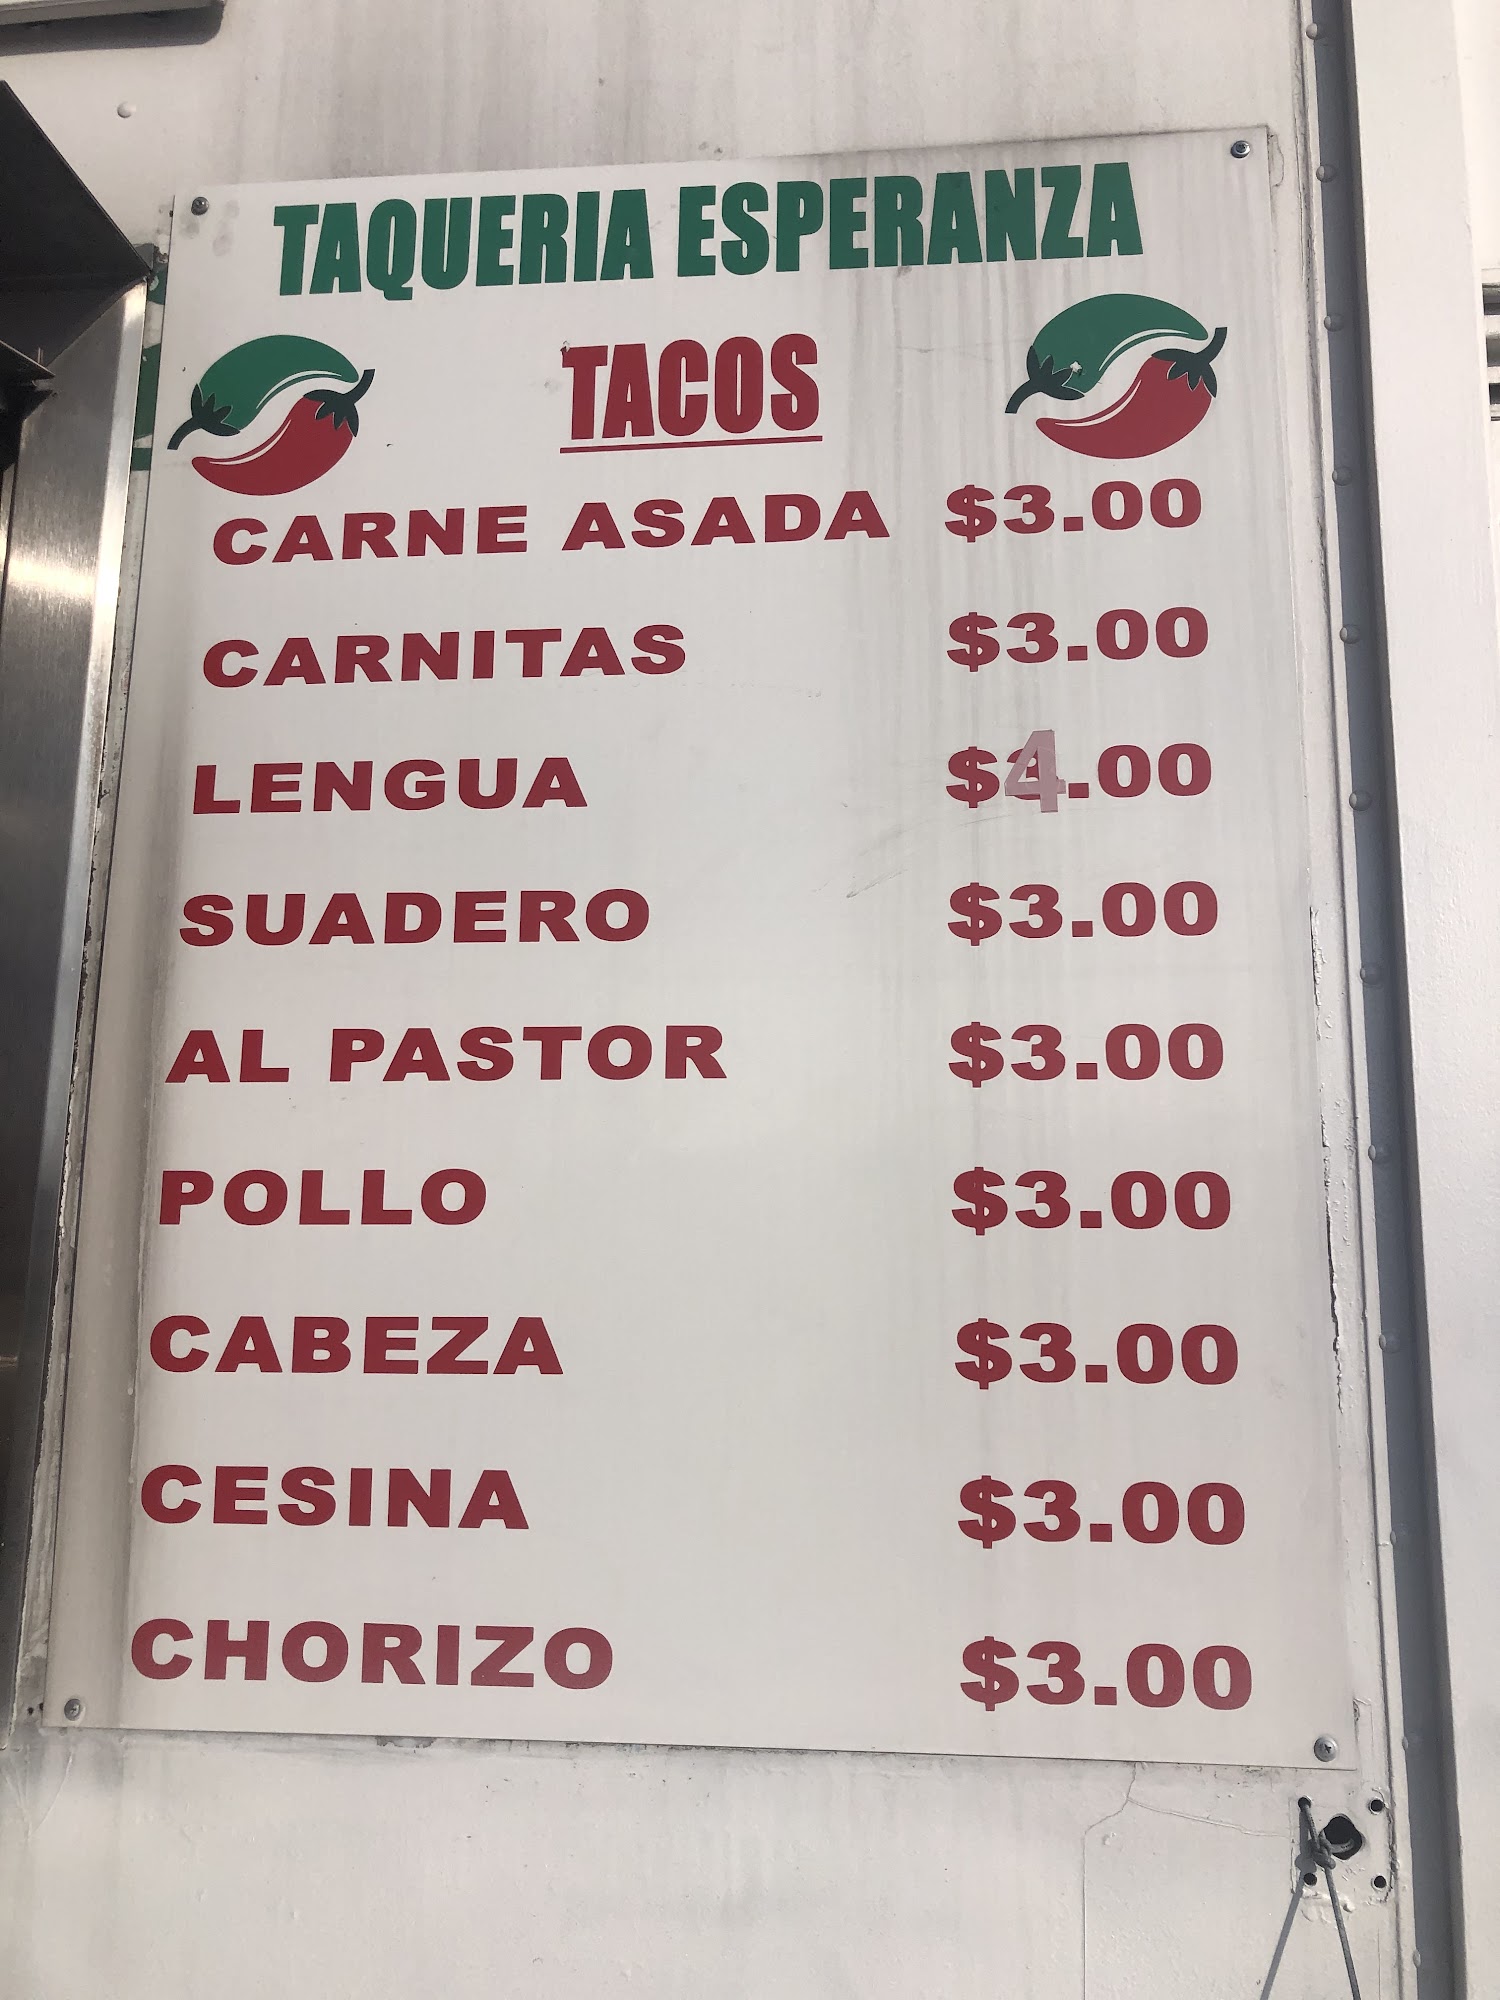 TAQUERIA ESPERANZA
TACOS
CARNE ASADA $3.00
CARNITAS $3.00
LENGUA $4.00
SUADERO $3.00
AL PASTOR $3.00
POLLO $3.00
CABEZA $3.00
CESINA $3.00
CHORIZO $3.00